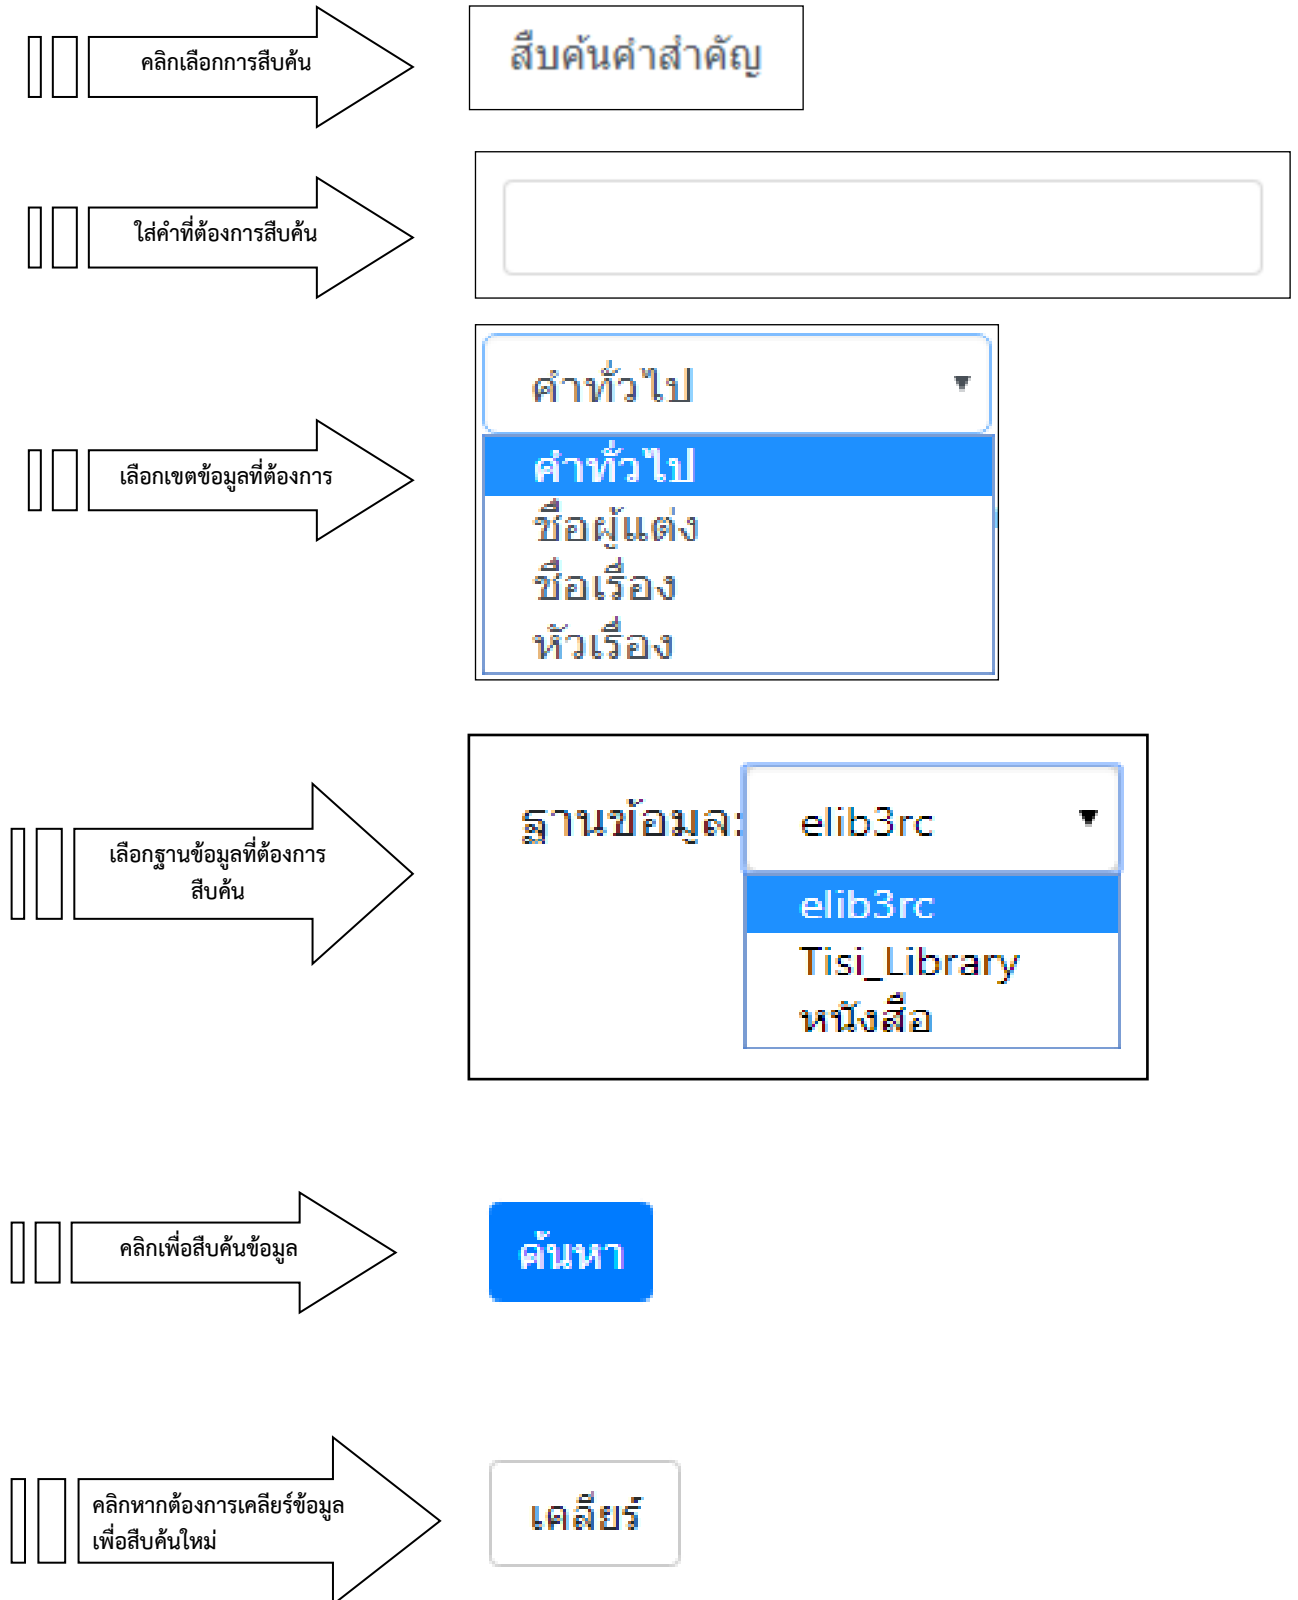 คลิกเลือกการสืบค้น
สืบค้นคำสำคัญ
ใส่คำที่ต้องการสืบค้น
เลือกเขตข้อมูลที่ต้องการ
คำทั่วไป
คำทั่วไป
ชื่อผู้แต่ง
ชื่อเรื่อง
หัวเรื่อง
เลือกฐานข้อมูลที่ต้องการ
สืบค้น
ฐานข้อมูล: elib3rc
elib3rc
Tisi_Library
หนังสือ
คลิกเพื่อสืบค้นข้อมูล
ค้นหา
คลิกหากต้องการเคลียร์ข้อมูล
เพื่อสืบค้นใหม่
เคลียร์